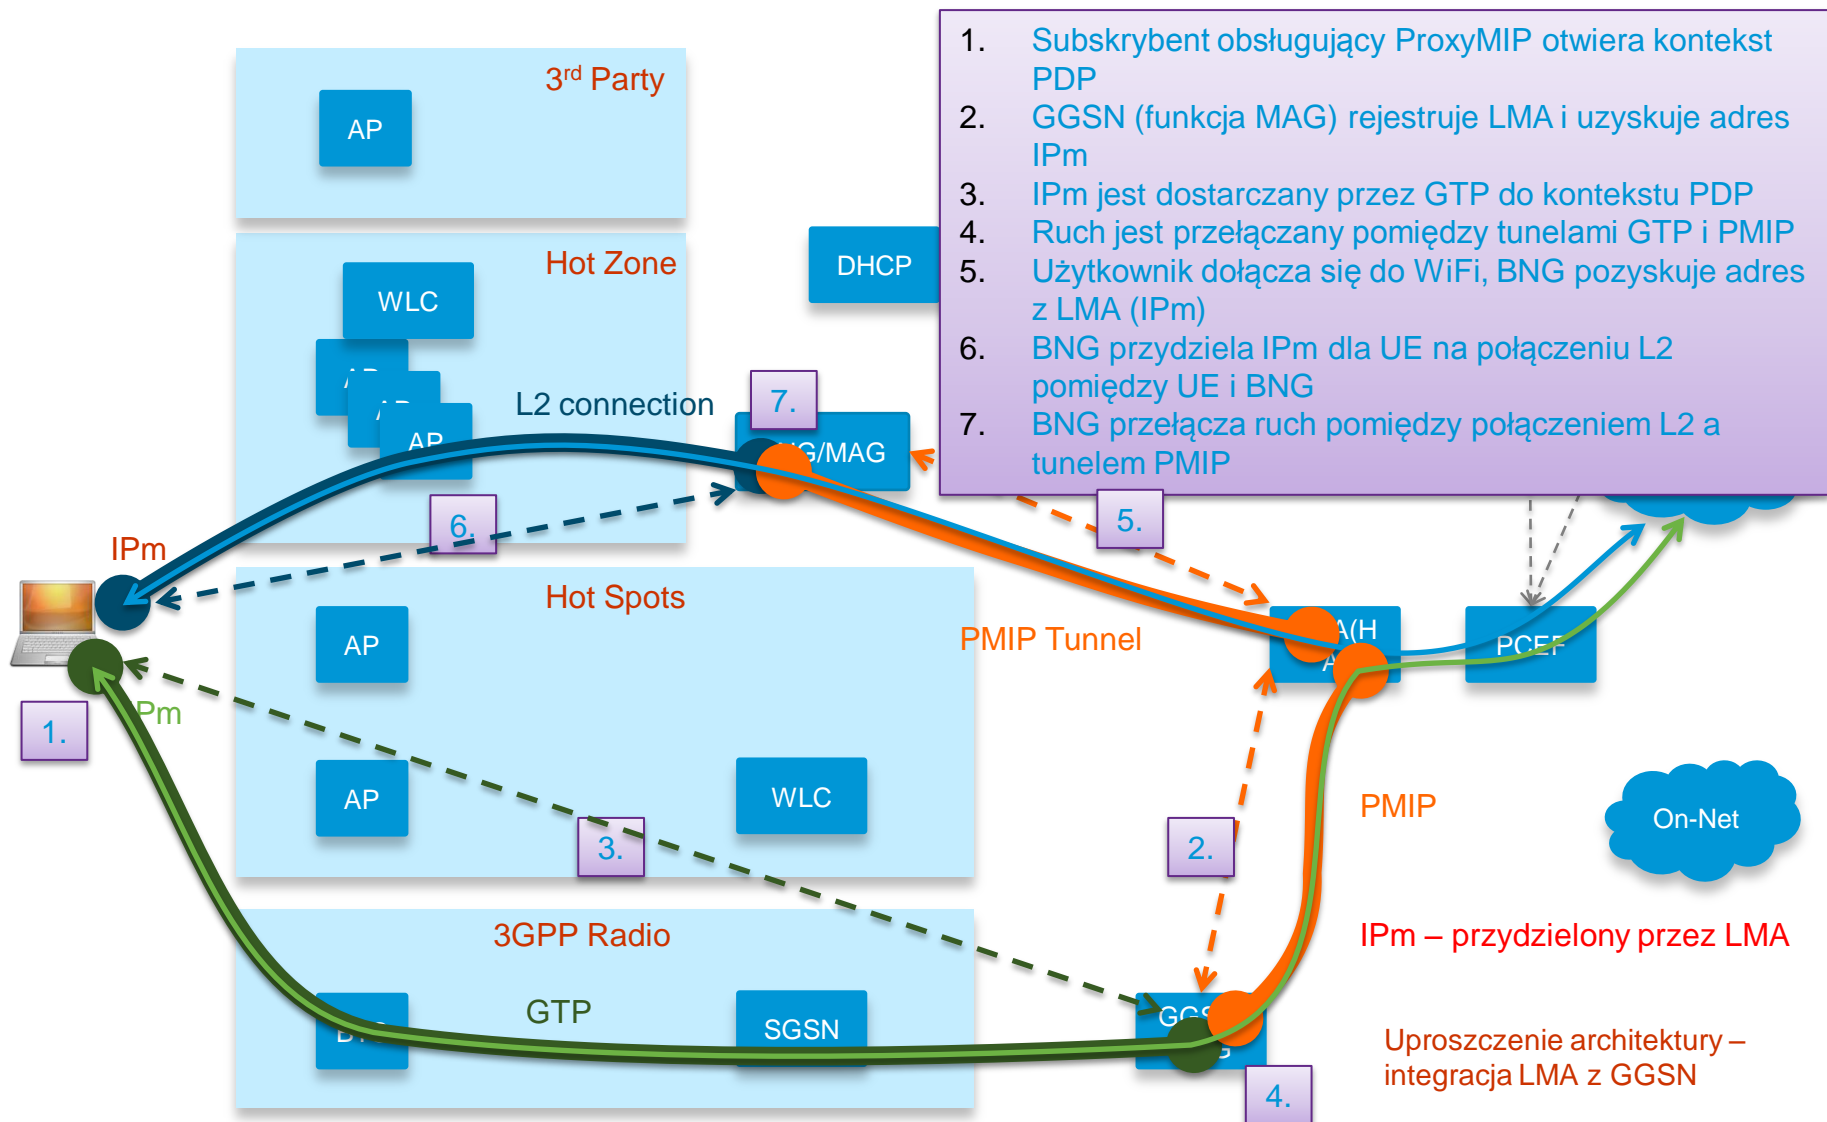 1. Subskrybent obsługujący ProxyMIP otwiera kontekst
PDP
2. GGSN (funkcja MAG) rejestruje LMA i uzyskuje adres
IPm
3. IPm jest dostarczany przez GTP do kontekstu PDP
4. Ruch jest przełączany pomiędzy tunelami GTP i PMIP
5. Użytkownik dołącza się do WiFi, BNG pozyskuje adres
z LMA (IPm)
6. BNG przydziela IPm dla UE na połączeniu L2
pomiędzy UE i BNG
7. BNG przełącza ruch pomiędzy połączeniem L2 a
tunelem PMIP
3rd Party
AP
Hot Zone
WLC
AP
AP
AP
DHCP
L2 connection
7.
/MAG
6.
5.
IPm
Hot Spots
AP
PMIP Tunnel
PCEF
Pm
1.
AP
WLC
3.
2.
PMIP
On-Net
3GPP Radio
IPm – przydzielony przez LMA
GTP
SGSN
4.
Uproszczenie architektury –
integracja LMA z GGSN